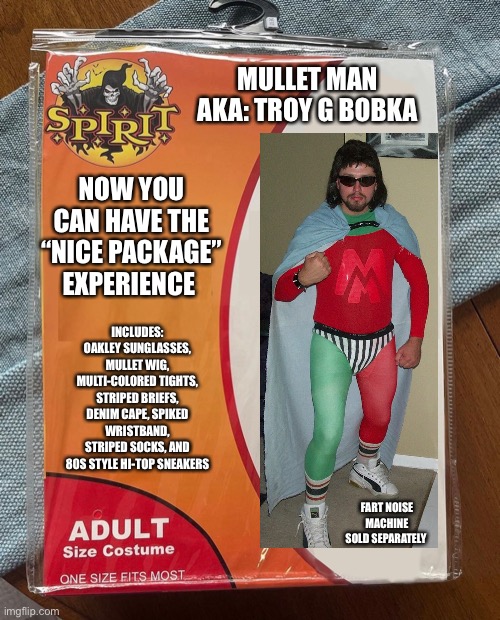 SPIRIT
MULLET MAN
AKA: TROY G BOBKA
NOW YOU
CAN HAVE THE
“NICE PACKAGE”
EXPERIENCE
INCLUDES:
OAKLEY SUNGLASSES,
MULLET WIG,
MULTI-COLORED TIGHTS,
STRIPED BRIEFS,
DENIM CAPE, SPIKED
WRISTBAND,
STRIPED SOCKS, AND
80S STYLE HI-TOP SNEAKERS
MM
FART NOISE
MACHINE
SOLD SEPARATELY
ADULT
Size Costume
ONE SIZE FITS MOST
imgflip.com